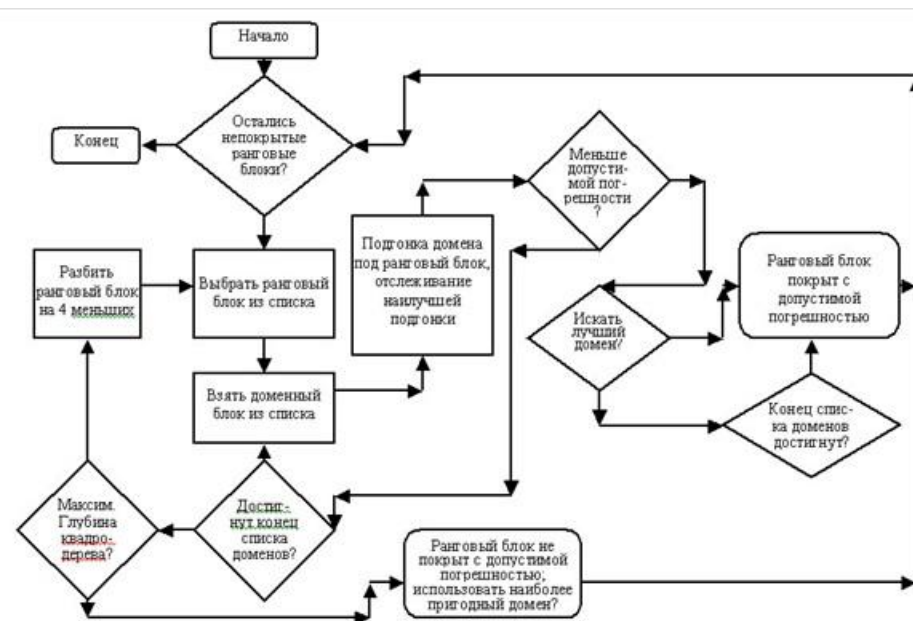 Начало
Остались
непокрытые
ранговые
блоки?
Конец
Меньше
допусти-
мой пог-
решности
?
Разбить
ранговый блок
на 4 меньших
Выбрать ранговый
блок из списка
Подгонка домена
под ранговый блок,
отслеживание
наилучшей
подгонки
Ранговый блок
покрыт с
допустимой
погрешностью
Искать
лучший
домен?
Взять доменный
блок из списка
Конец спис-
ка доменов
достигнут?
Максим.
Глубина
квадро-
дерева?
Достиг-
нут конец
списка
доменов?
Ранговый блок не
покрыт с допустимой
погрешностью;
использовать наиболее
пригодный домен?